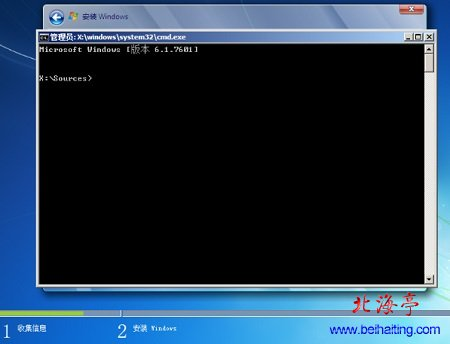 安装 Windows
管理员: X:\windows\system32\cmd.exe
Microsoft Windows [版本 6.1.7601]
X:\Sources>
北海亭
www.beihaiting.com
1 收集信息
2 安装 Windows